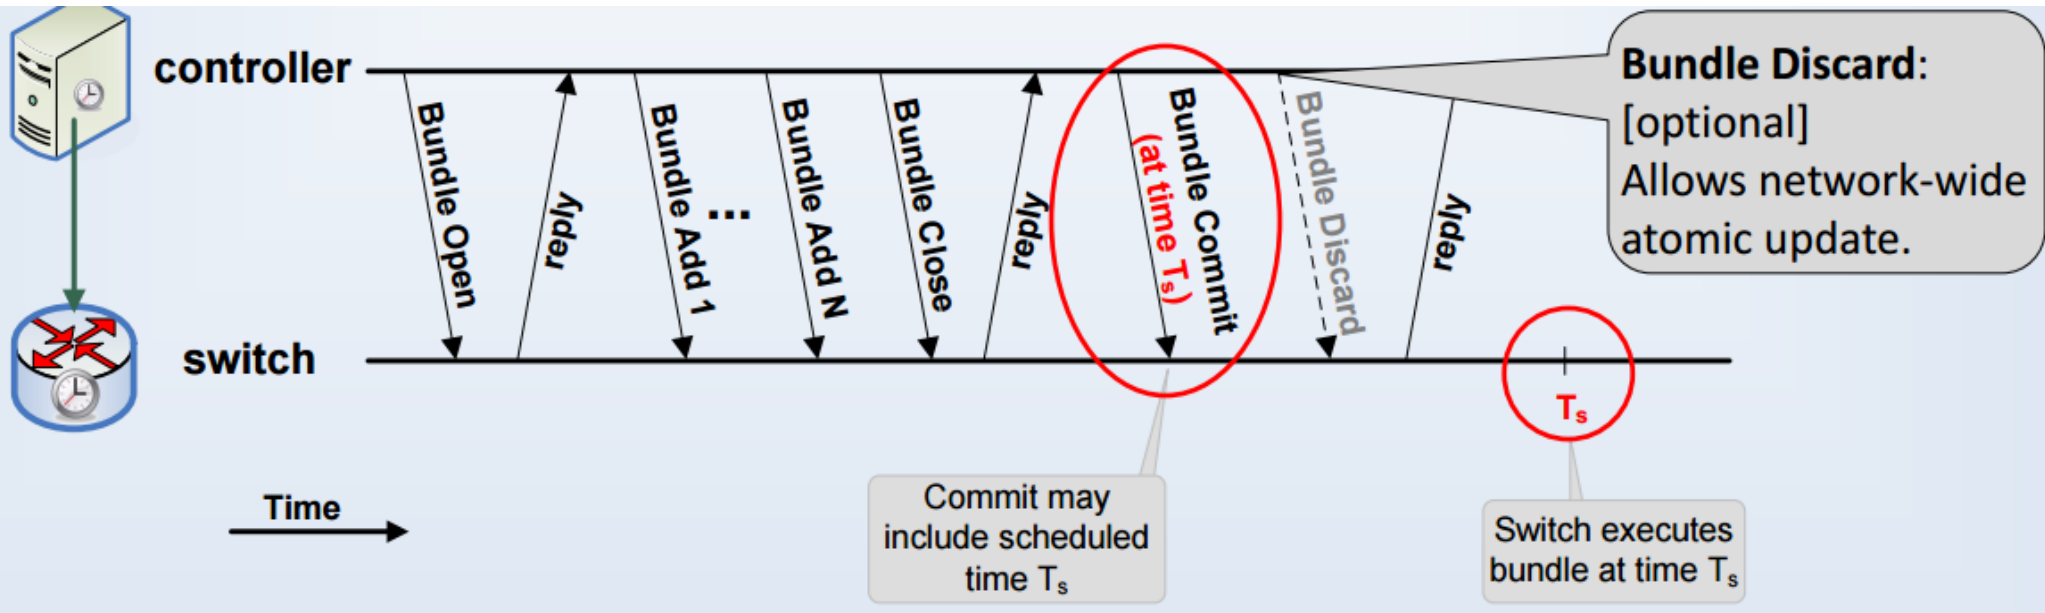 controller
Bundle Open
reply
Bundle Add 1
...
Bundle Add N
Bundle Close
reply
Bundle Commit
(at time Ts)
Bundle Discard
reply
Bundle Discard:
[optional]
Allows network-wide
atomic update.
switch
Ts
Time
Commit may
include scheduled
time Ts
Switch executes
bundle at time Ts